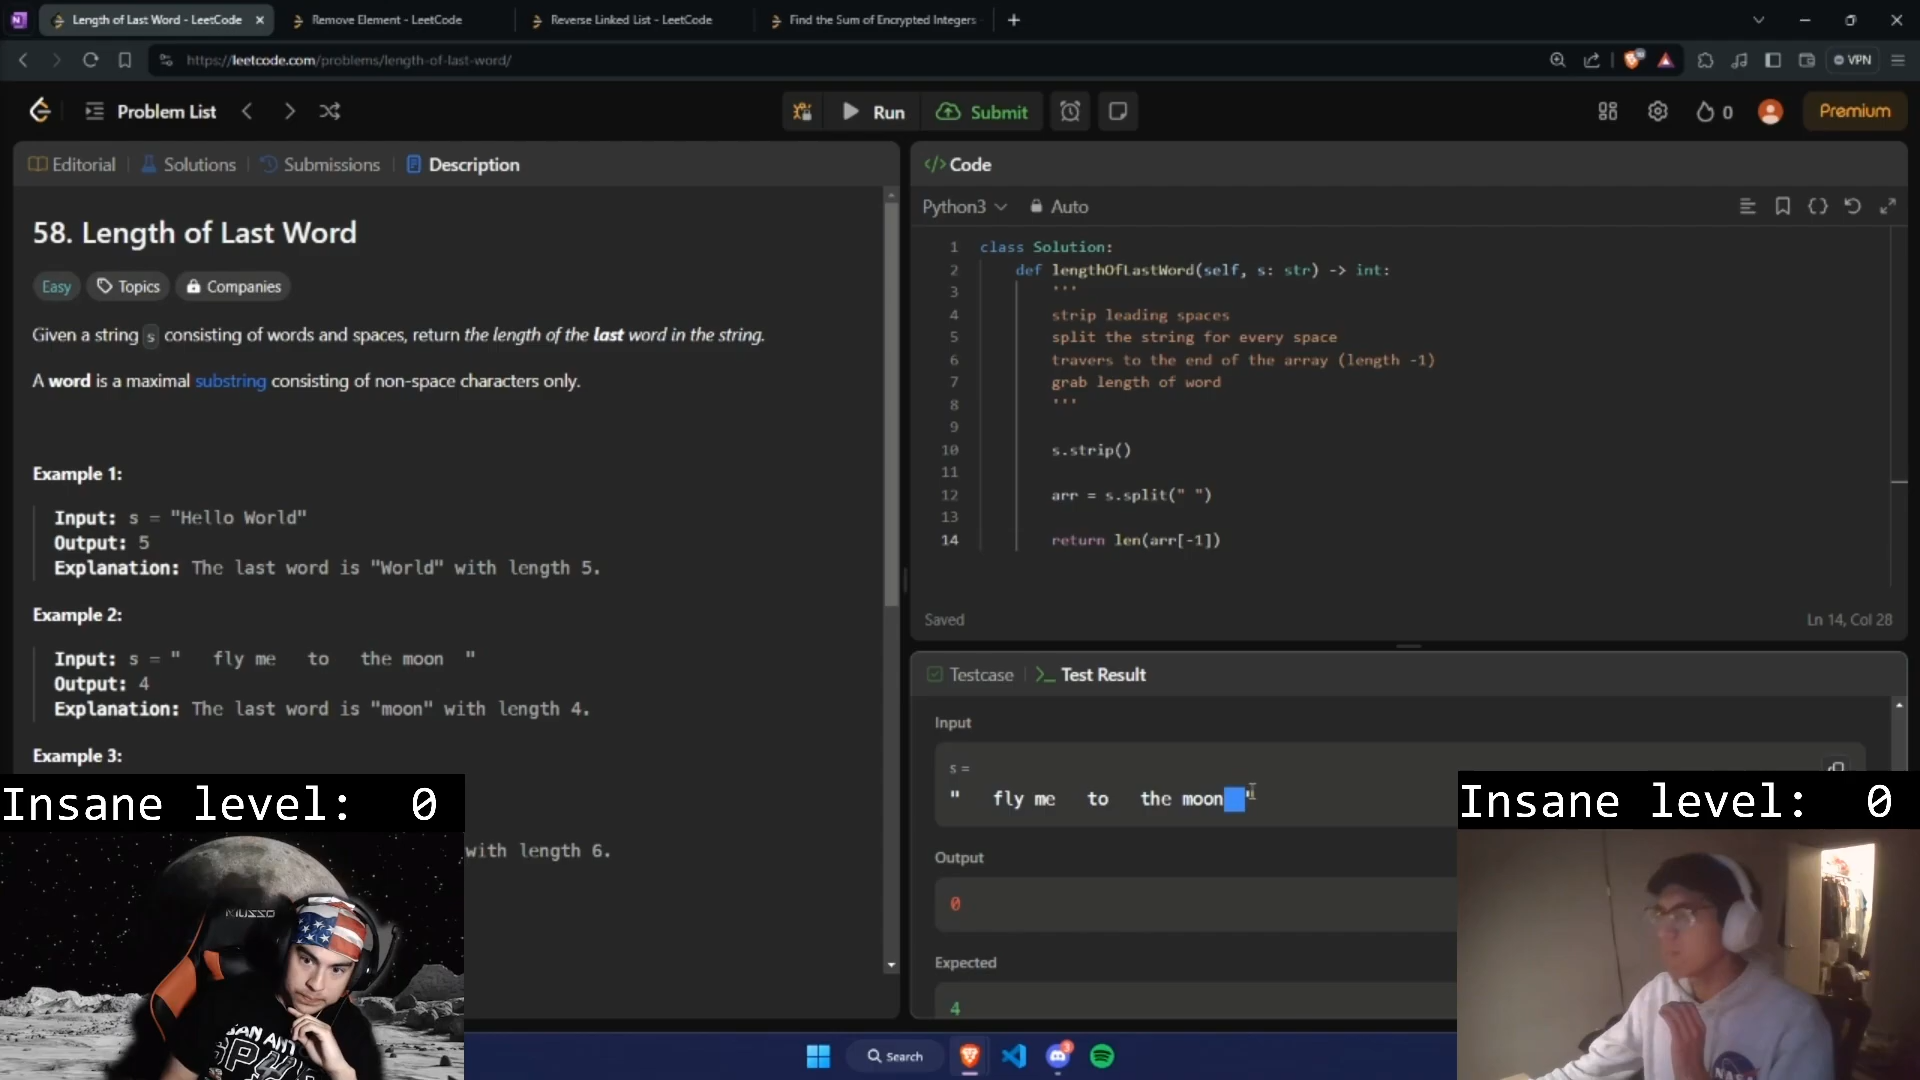 Length of Last Word - LeetCode
Remove Element - LeetCode
Reverse Linked List - LeetCode
Find the Sum of Encrypted Integers
https://leetcode.com/problems/length-of-last-word/
VPN
Problem List
Run
Submit
0
Premium
Editorial
Solutions
Submissions
Description
58. Length of Last Word
Easy
Topics
Companies
Given a string s consisting of words and spaces, return the length of the last word in the string.
A word is a maximal substring consisting of non-space characters only.
Example 1:
Input: s = "Hello World"
Output: 5
Explanation: The last word is "World" with length 5.
Example 2:
Input: s = "   fly me   to   the moon  "
Output: 4
Explanation: The last word is "moon" with length 4.
Example 3:
with length 6.
</> Code
Python3
Auto
1 class Solution:
2 def lengthOfLastWord(self, s: str) -> int:
3 '''
4 strip leading spaces
5 split the string for every space
6 travers to the end of the array (length -1)
7 grab length of word
8 '''
9
10 s.strip()
11
12 arr = s.split(" ")
13
14 return len(arr[-1])
Saved
Ln 14, Col 28
Testcase
Test Result
Input
s =
"   fly me   to   the moon  "
Output
0
Expected
4
Insane level: 0
Insane level: 0
SAN ANTONIO
NASA
Search